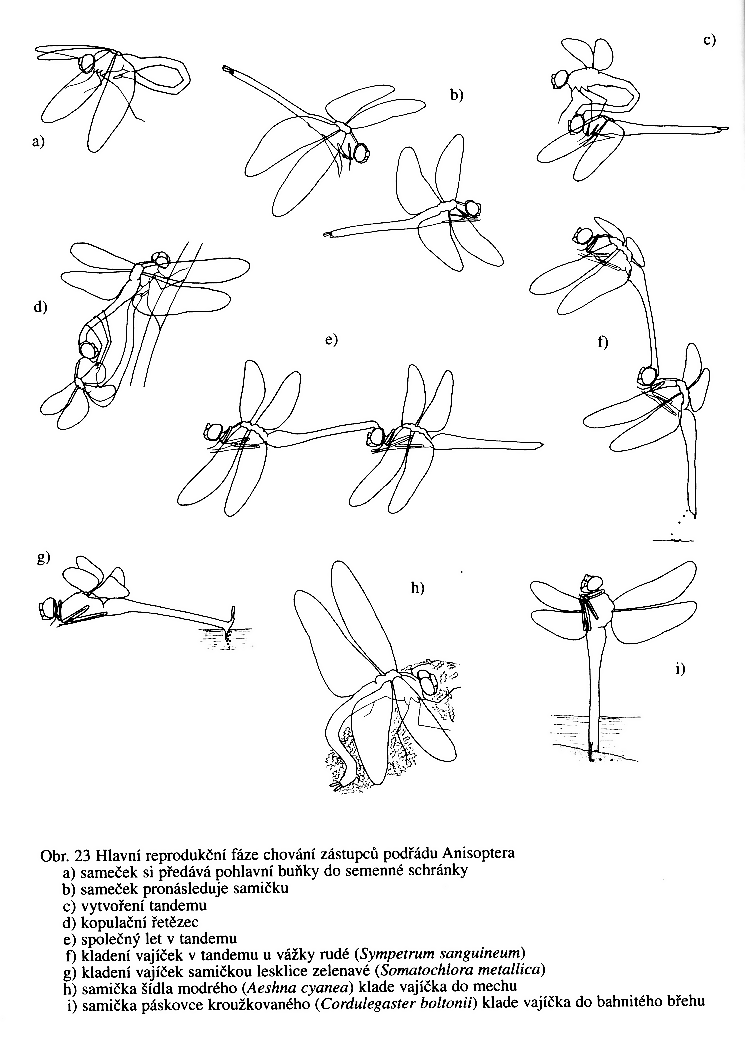 a)
b)
c)
d)
e)
f)
g)
h)
i)
Obr. 23 Hlavní reprodukční fáze chování zástupců podřádu Anisoptera
a) sameček si předává pohlavní buňky do semenné schránky
b) sameček pronásleduje samičku
c) vytvoření tandemu
d) kopulační řetězec
e) společný let v tandemu
f) kladení vajíček v tandemu u vážky rudé (Sympetrum sanguineum)
g) kladení vajíček samičkou lesklice zelenavé (Somatochlora metallica)
h) samička šídla modrého (Aeshna cyanea) klade vajíčka do mechu
i) samička páskovce kroužkovaného (Cordulegaster boltonii) klade vajíčka do bahnitého břehu